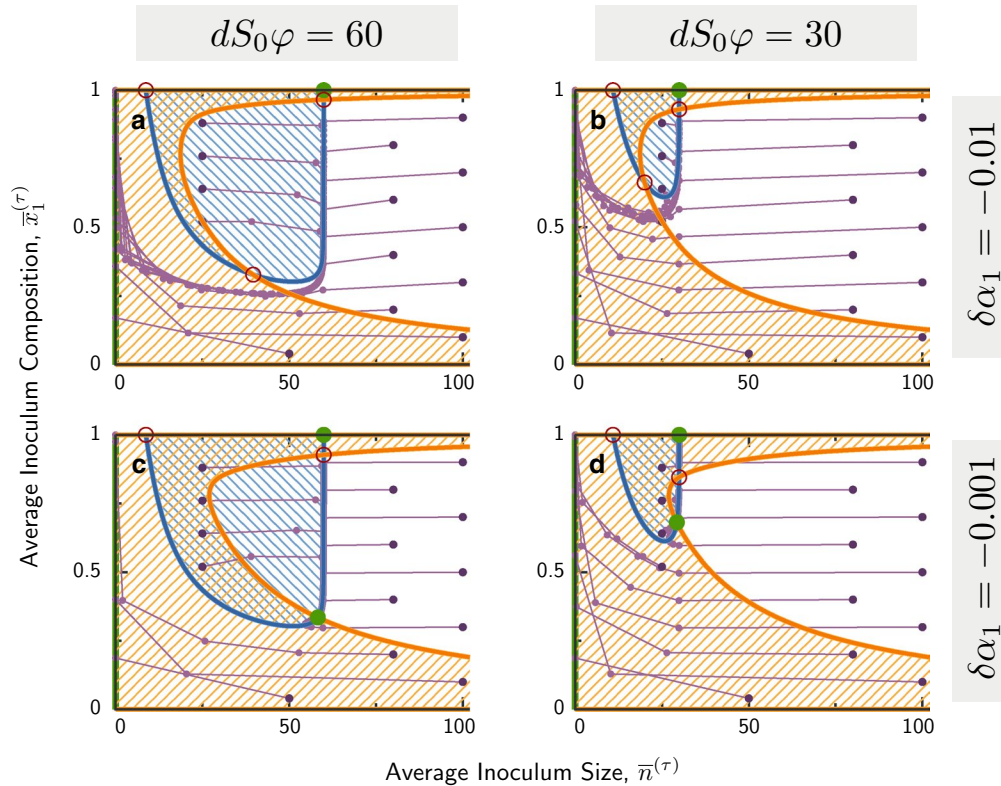 dS₀φ = 60
dS₀φ = 30
Average Inoculum Composition, x̄₁⁽ᵗ⁾
a
1
0.5
0
0
50
100
b
1
0.5
0
0
50
100
δα₁ = −0.01
c
1
0.5
0
0
50
100
d
1
0.5
0
0
50
100
δα₁ = −0.001
Average Inoculum Size, n̄⁽ᵗ⁾